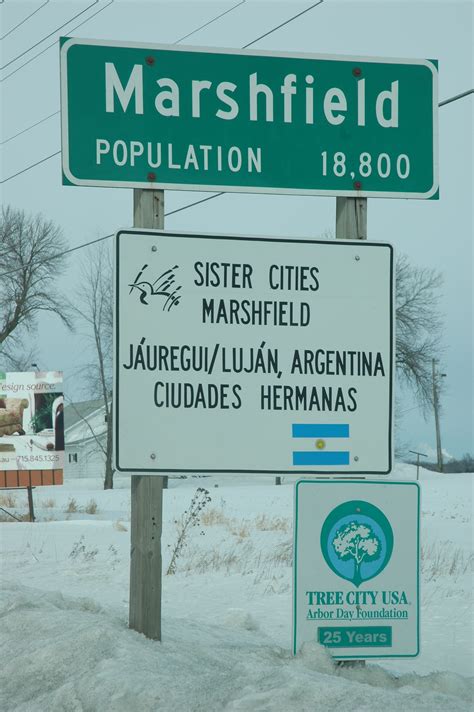 Marshfield
POPULATION 18,800
SISTER CITIES
MARSHFIELD
JÁUREGUI/LUJÁN, ARGENTINA
CIUDADES HERMANAS
esign source.
715.845.1325
TREE CITY USA
Arbor Day Foundation
25 Years